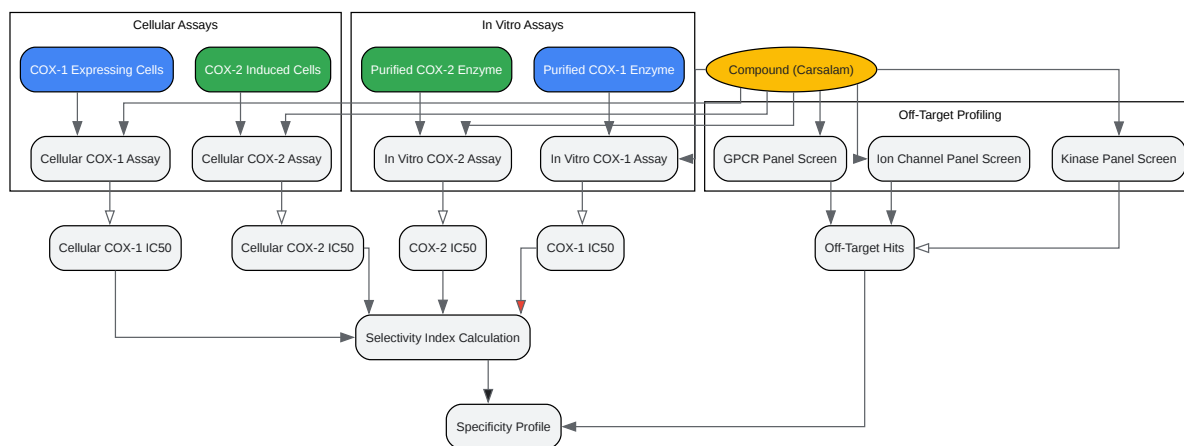 Cellular Assays
In Vitro Assays
COX-1 Expressing Cells
COX-2 Induced Cells
Purified COX-2 Enzyme
Purified COX-1 Enzyme
Compound (Carsalam)
Off-Target Profiling
Cellular COX-1 Assay
Cellular COX-2 Assay
In Vitro COX-2 Assay
In Vitro COX-1 Assay
GPCR Panel Screen
Ion Channel Panel Screen
Kinase Panel Screen
Cellular COX-1 IC50
Cellular COX-2 IC50
COX-2 IC50
COX-1 IC50
Off-Target Hits
Selectivity Index Calculation
Specificity Profile